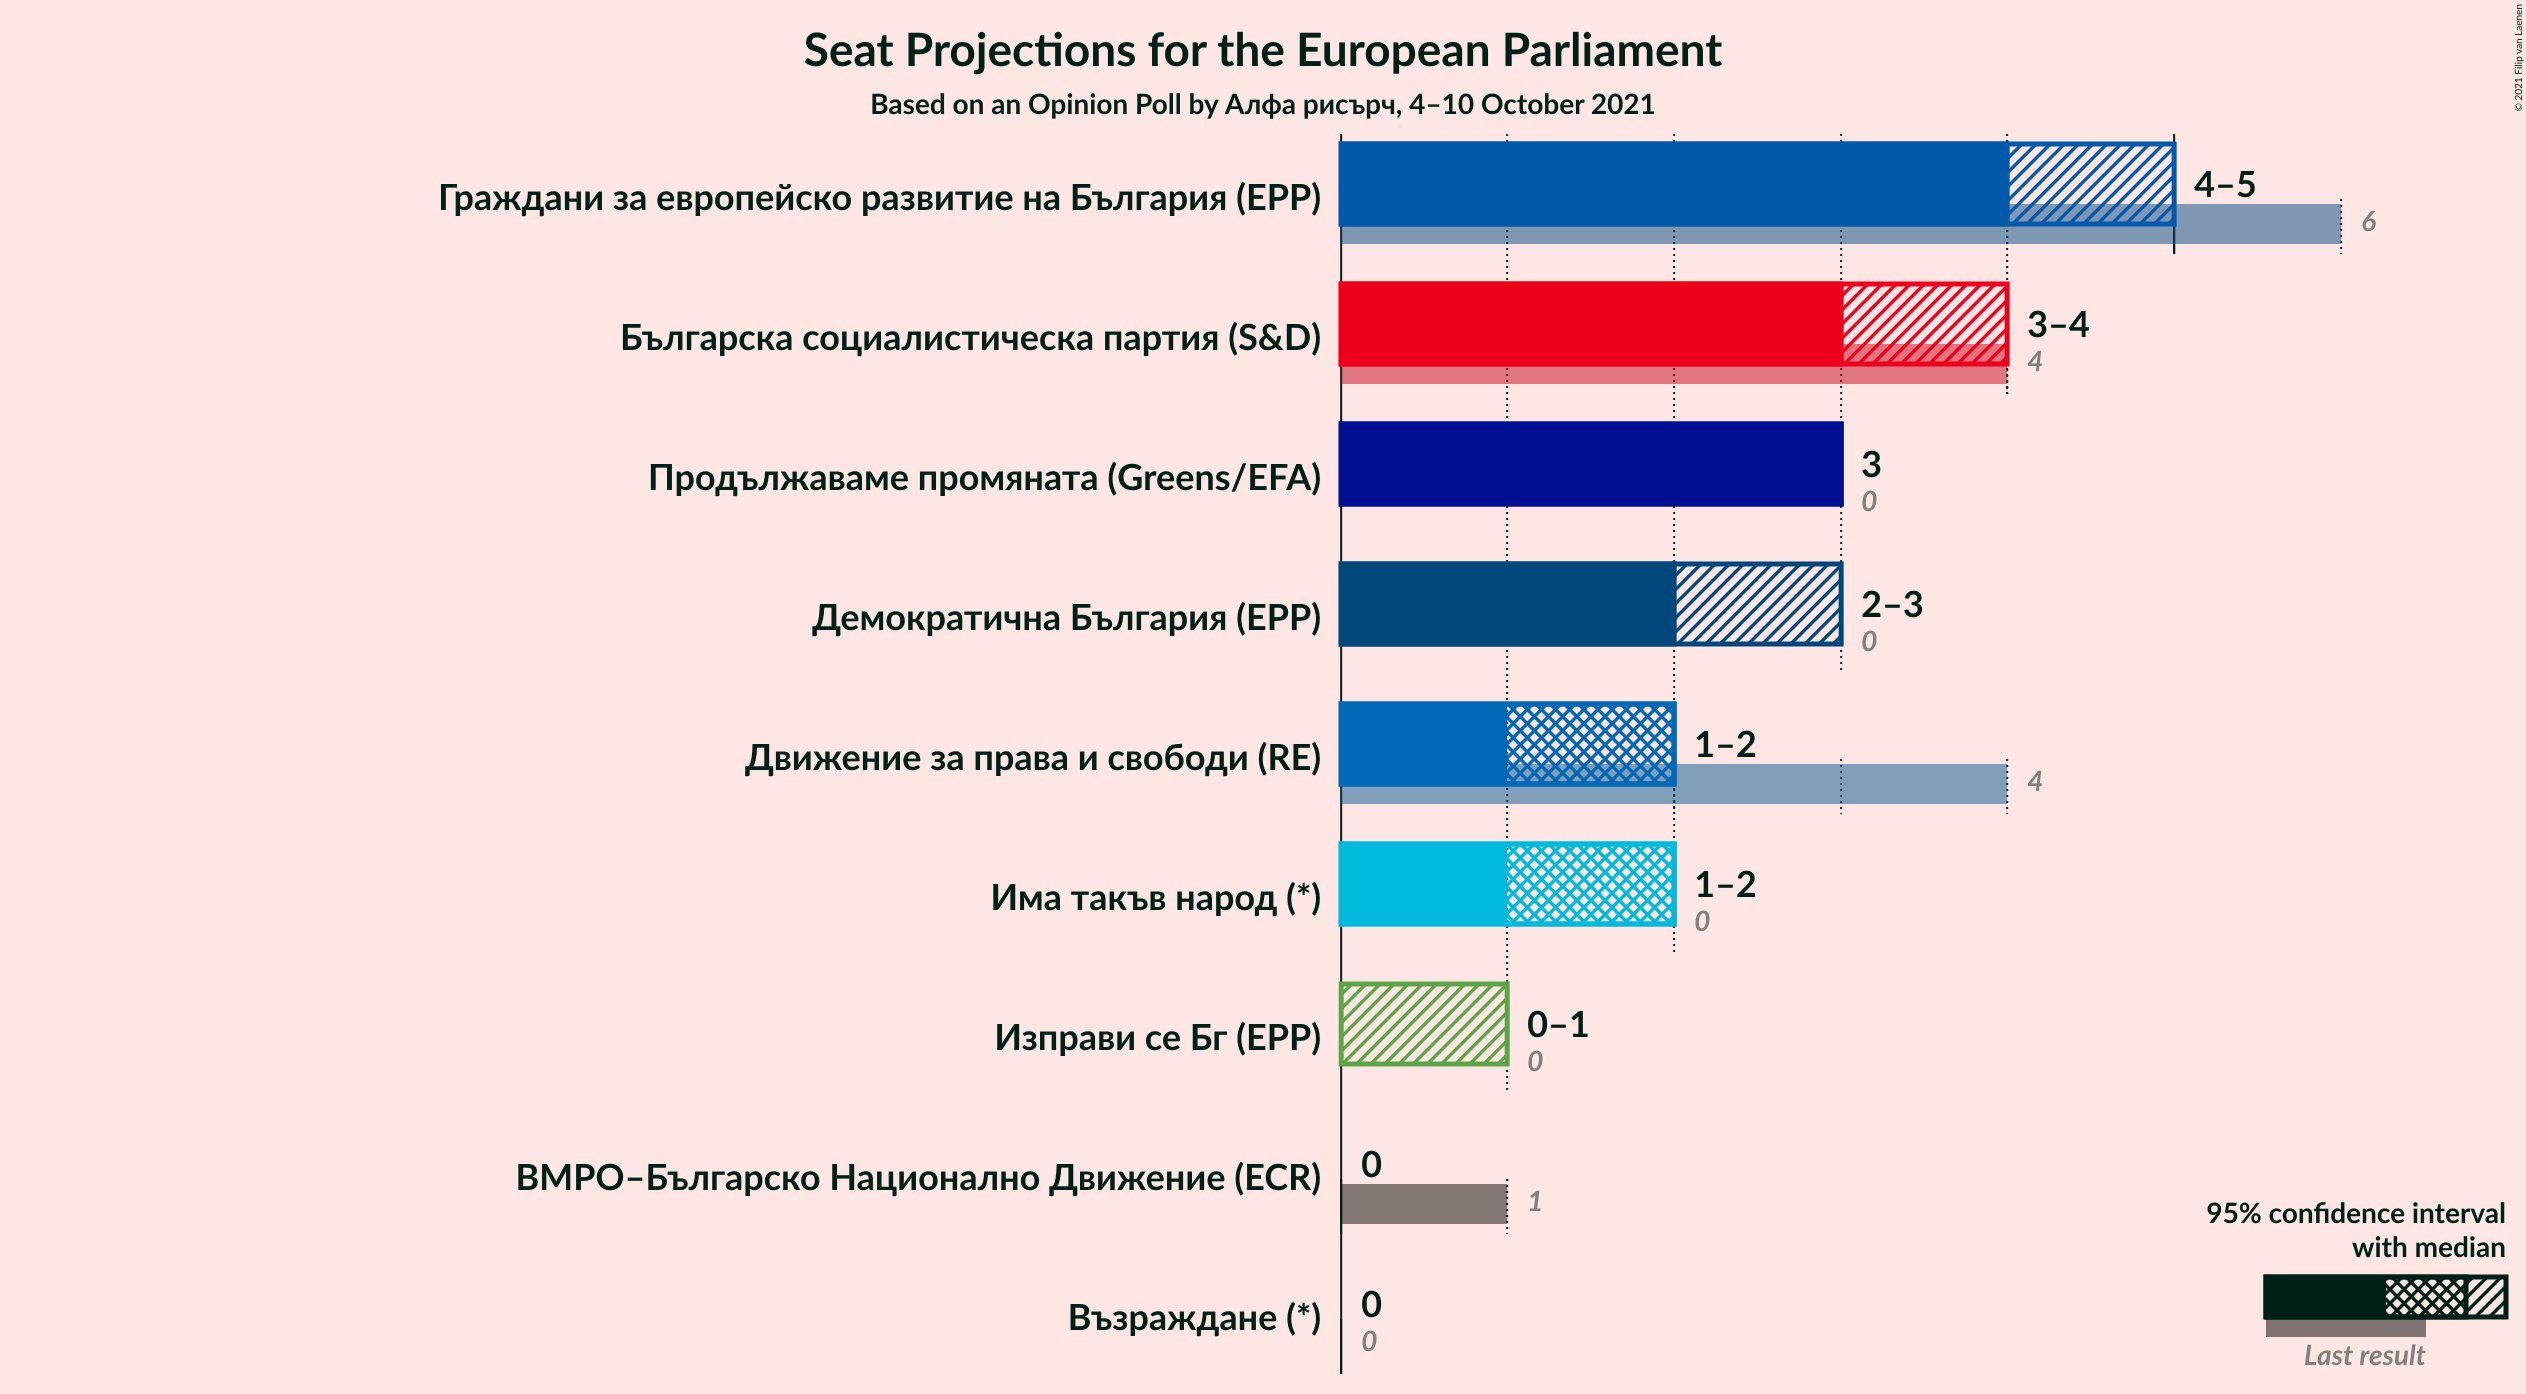 Seat Projections for the European Parliament
Based on an Opinion Poll by Алфа рисърч, 4–10 October 2021
© 2021 Filip van Laenen
Граждани за европейско развитие на България (EPP)
4–5
6
Българска социалистическа партия (S&D)
3–4
4
Продължаваме промяната (Greens/EFA)
3
0
Демократична България (EPP)
2–3
0
Движение за права и свободи (RE)
1–2
4
Има такъв народ (*)
1–2
0
Изправи се Бг (EPP)
0–1
0
ВМРО–Българско Национално Движение (ECR)
0
1
Възраждане (*)
0
0
95% confidence interval
with median
Last result